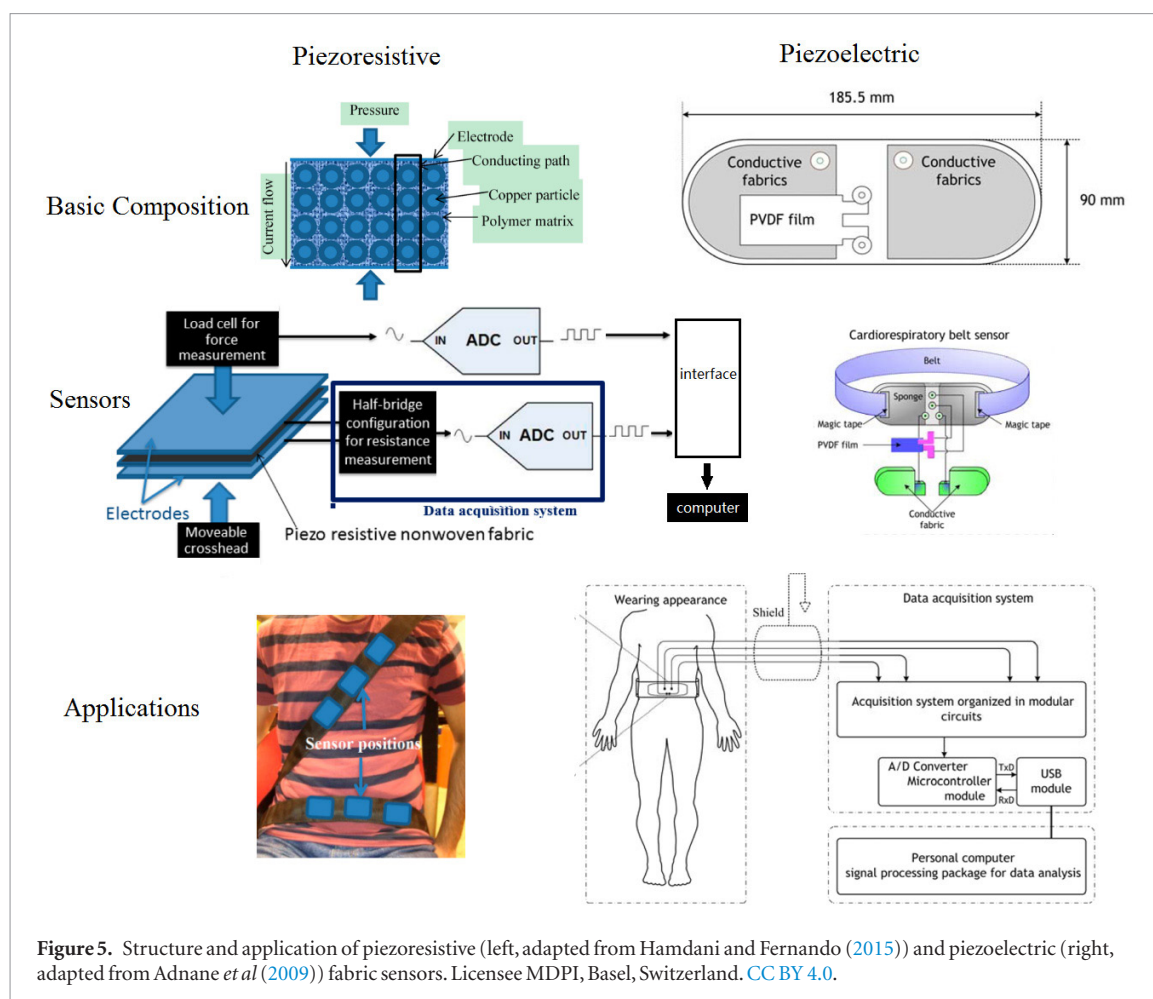 Piezoresistive
Piezoelectric
Basic Composition
Pressure
Electrode
Conducting path
Copper particle
Polymer matrix
Current flow
185.5 mm
90 mm
Conductive
fabrics
Conductive
fabrics
PVDF film
Sensors
Load cell for
force
measurement
IN ADC OUT
interface
computer
Half-bridge
configuration
for resistance
measurement
IN ADC OUT
Data acquisition system
Electrodes
Moveable
crosshead
Piezo resistive nonwoven fabric
Cardiorespiratory belt sensor
Belt
Sponge
Magic tape
Magic tape
PVDF film
Conductive
fabric
Applications
Sensor positions
Wearing appearance
Shield
Data acquisition system
Acquisition system organized in modular
circuits
A/D Converter
Microcontroller
module
TxD
RxD
USB
module
Personal computer
signal processing package for data analysis
Figure 5. Structure and application of piezoresistive (left, adapted from Hamdani and Fernando (2015)) and piezoelectric (right,
adapted from Adnane et al (2009)) fabric sensors. Licensee MDPI, Basel, Switzerland. CC BY 4.0.